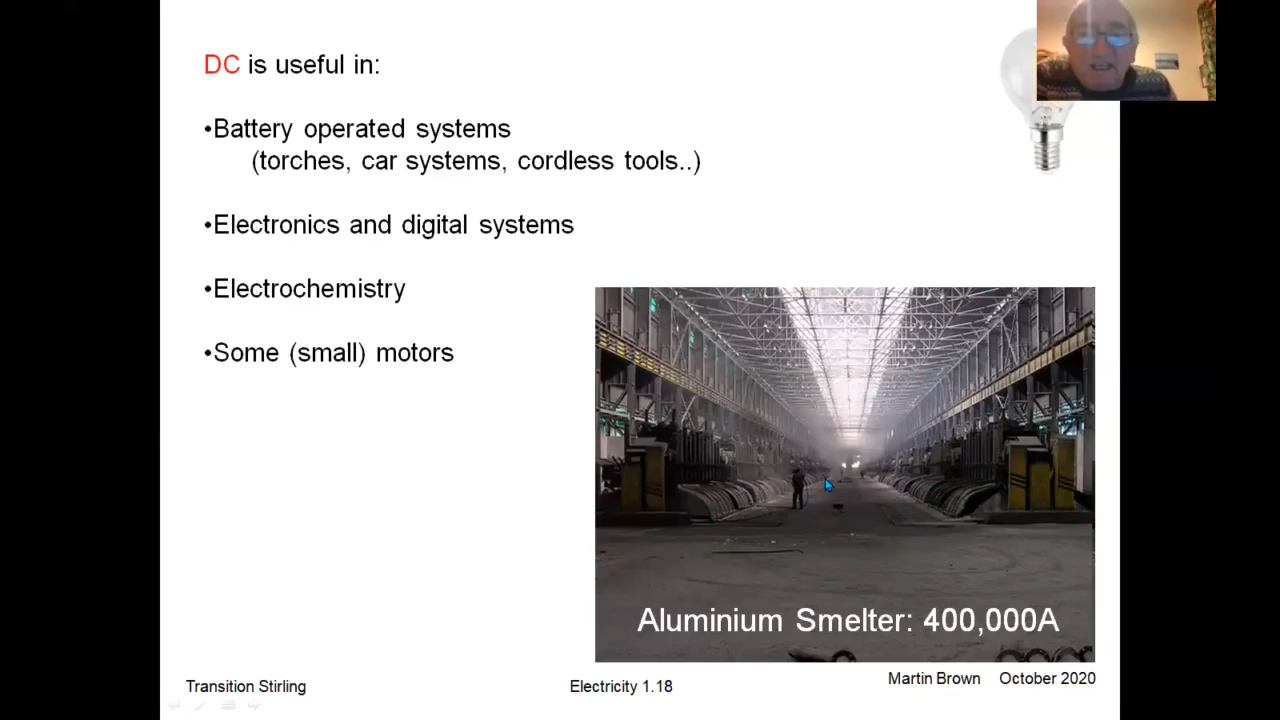 DC is useful in:
•Battery operated systems
(torches, car systems, cordless tools..)
•Electronics and digital systems
•Electrochemistry
•Some (small) motors
Aluminium Smelter: 400,000A
Transition Stirling
Electricity 1.18
Martin Brown October 2020